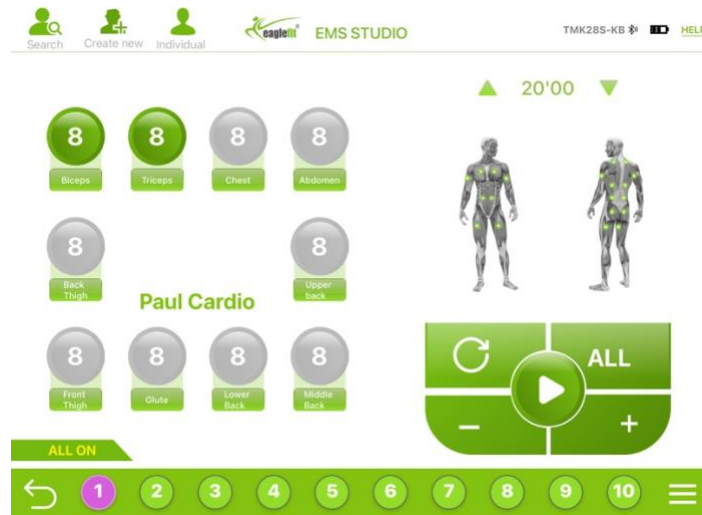 Search
Create new
Individual
eaglefit®
EMS STUDIO
TMK28S-KB
HELP
20'00
8
8
8
8
Biceps
Triceps
Chest
Abdomen
8
8
Back
Thigh
Upper
back
Paul Cardio
8
8
8
8
Front
Thigh
Glute
Lower
Back
Middle
Back
ALL
ALL ON
1
2
3
4
5
6
7
8
9
10